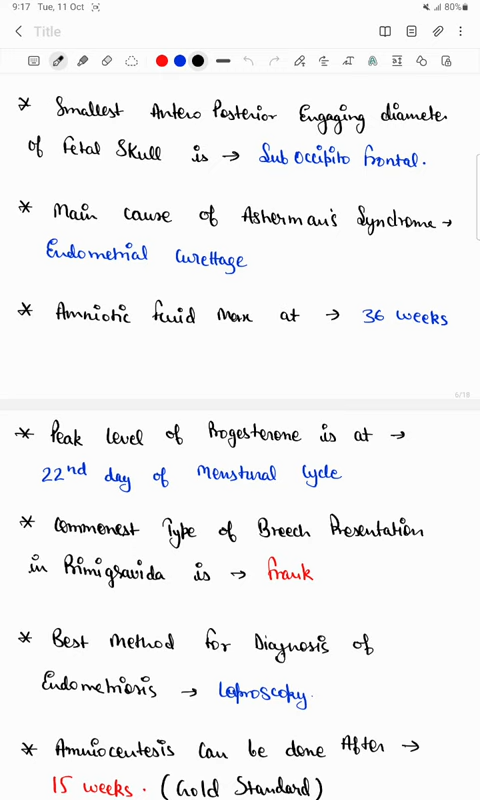 9:17 Tue, 11 Oct
80%
Title
* Smallest Antero Posterior Engaging diameter
of Fetal Skull is → Sub Occipito frontal.
* Main cause of Asherman's Syndrome →
Endometrial Curettage
* Amniotic fluid Max at → 36 weeks
6/18
* Peak level of Progesterone is at →
22nd day of Menstural Cycle
* Commonest Type of Breech Presentation
in Primigravida is → frank
* Best Method for Diagnosis of
Endometriosis → Laproscopy.
* Amniocentesis Can be done After →
15 weeks. (Gold Standard)